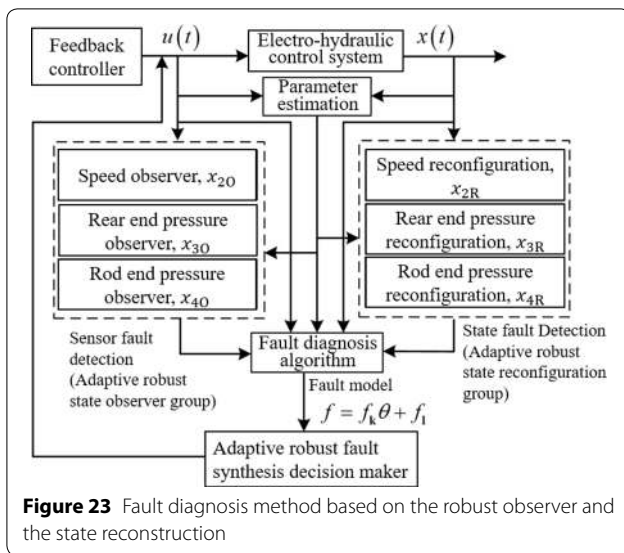 Feedback
controller
u(t)
Electro-hydraulic
control system
x(t)
Parameter
estimation
Speed observer, x₂O
Rear end pressure
observer, x₃O
Rod end pressure
observer, x₄O
Speed reconfiguration,
x₂R
Rear end pressure
reconfiguration, x₃R
Rod end pressure
reconfiguration, x₄R
Sensor fault
detection
(Adaptive robust
state observer group)
Fault diagnosis
algorithm
State fault Detection
(Adaptive robust
state reconfiguration
group)
Fault model
f = fₖθ + f₁
Adaptive robust fault
synthesis decision maker
Figure 23 Fault diagnosis method based on the robust observer and
the state reconstruction